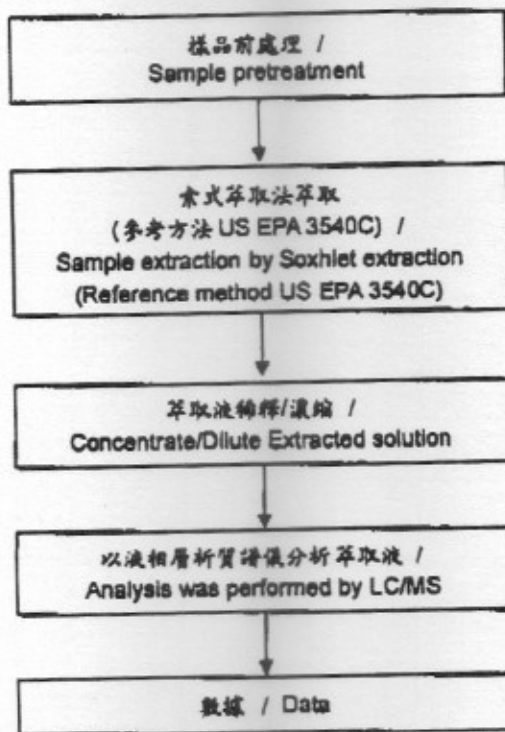 樣品前處理 /
Sample pretreatment
索式萃取法萃取
(參考方法 US EPA 3540C) /
Sample extraction by Soxhlet extraction
(Reference method US EPA 3540C)
萃取液稀釋/濃縮 /
Concentrate/Dilute Extracted solution
以液相層析質譜儀分析萃取液 /
Analysis was performed by LC/MS
數據 / Data